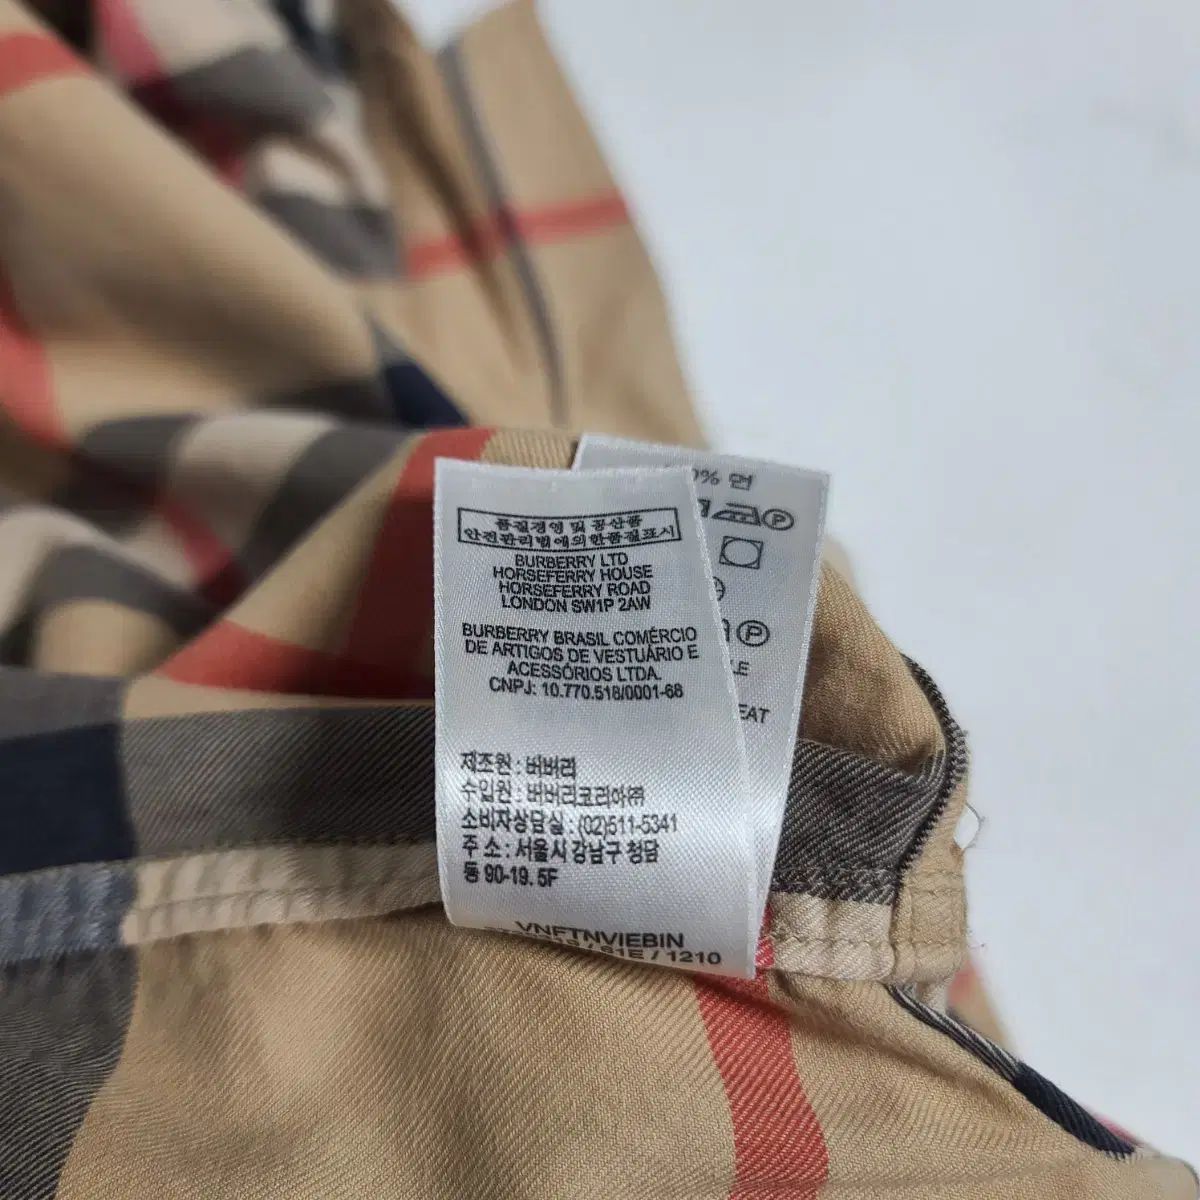 품질경영 및 공산품
안전관리법에의한품질표시
BURBERRY LTD
HORSEFERRY HOUSE
HORSEFERRY ROAD
LONDON SW1P 2AW
BURBERRY BRASIL COMÉRCIO
DE ARTIGOS DE VESTUÁRIO E
ACESSÓRIOS LTDA.
CNPJ: 10.770.518/0001-68
제조원 : 버버리
수입원 : 버버리코리아㈜
소비자상담실 : (02)511-5341
주 소 : 서울시 강남구 청담
동 90-19. 5F
VNFTNVIEBIN
/ 61E / 1210
0% 면
P
P
LE
EAT